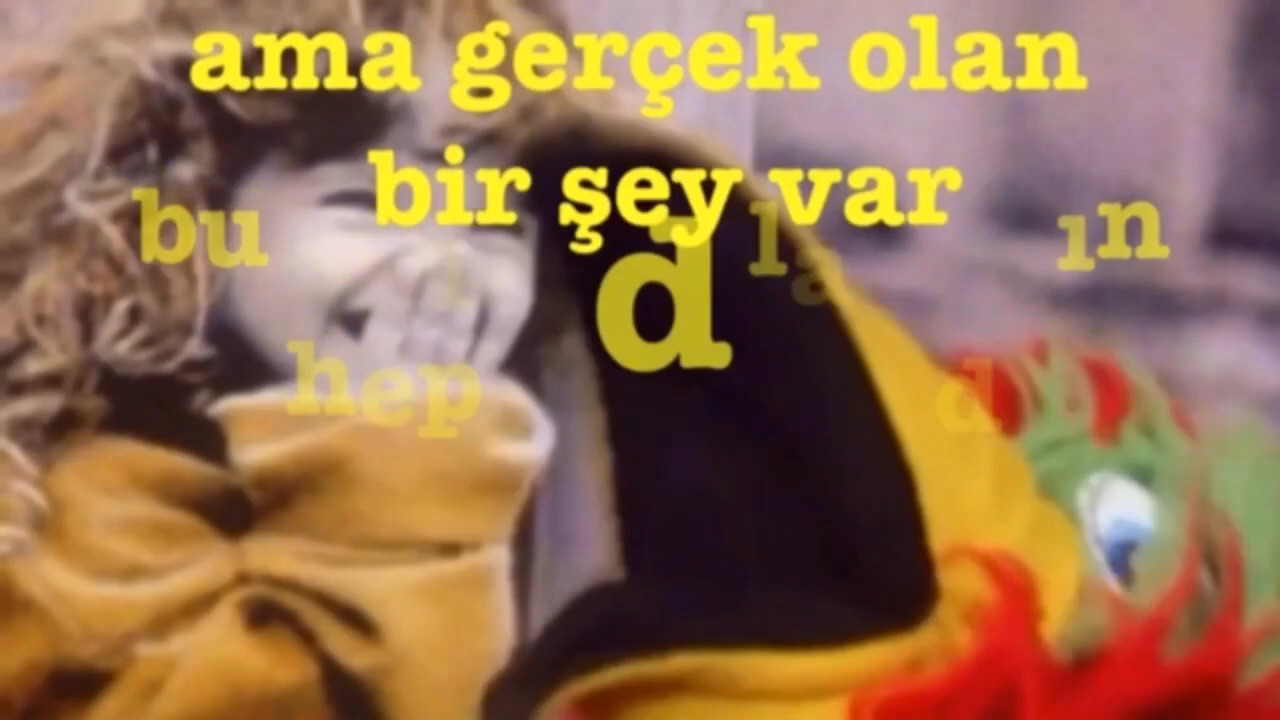 ama gerçek olan
bir şey var
bu
hep